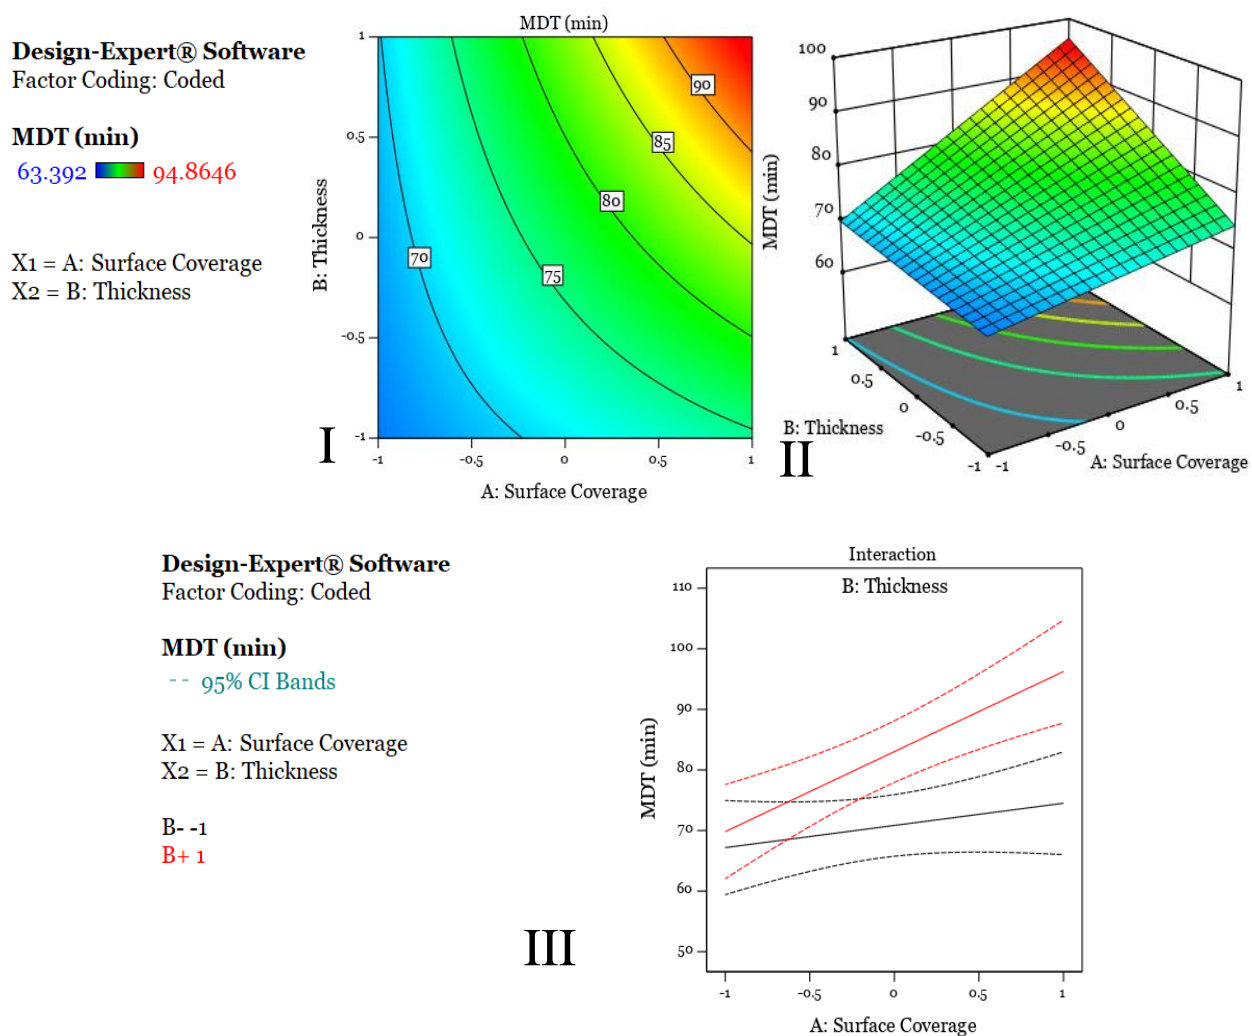 Design-Expert® Software
Factor Coding: Coded
MDT (min)
63.392 94.8646
X1 = A: Surface Coverage
X2 = B: Thickness
MDT (min)
1
0.5
0
-0.5
-1
B: Thickness
90
85
80
75
70
-1 -0.5 0 0.5 1
A: Surface Coverage
I
100
90
80
70
60
MDT (min)
1
0.5
0
-0.5
-1
B: Thickness
-1
-0.5
0
0.5
1
A: Surface Coverage
II
Design-Expert® Software
Factor Coding: Coded
MDT (min)
-- 95% CI Bands
X1 = A: Surface Coverage
X2 = B: Thickness
B- -1
B+ 1
III
Interaction
B: Thickness
110
100
90
80
70
60
50
MDT (min)
-1 -0.5 0 0.5 1
A: Surface Coverage